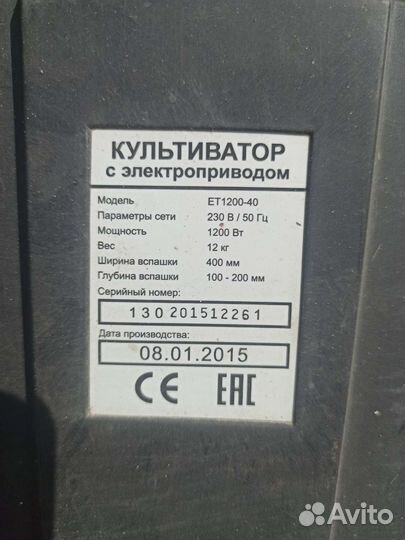 КУЛЬТИВАТОР
с электроприводом
Модель ET1200-40
Параметры сети 230 В / 50 Гц
Мощность 1200 Вт
Вес 12 кг
Ширина вспашки 400 мм
Глубина вспашки 100 - 200 мм
Серийный номер:
130201512261
Дата производства:
08.01.2015
CE EAC
Avito